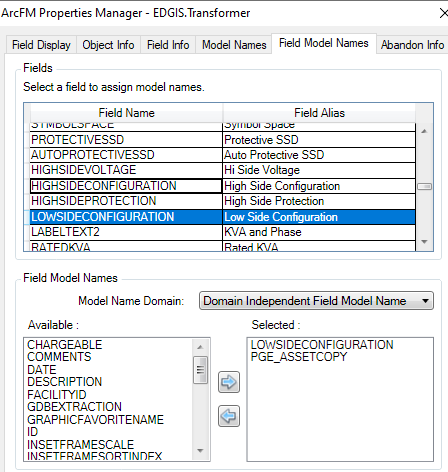 ArcFM Properties Manager - EDGIS.Transformer
Field Display Object Info Field Info Model Names Field Model Names Abandon Info
Fields
Select a field to assign model names.
Field Name Field Alias
SYMBOLSPACE Symbol Space
PROTECTIVESSD Protective SSD
AUTOPROTECTIVESSD Auto Protective SSD
HIGHSIDEVOLTAGE Hi Side Voltage
HIGHSIDECONFIGURATION High Side Configuration
HIGHSIDEPROTECTION High Side Protection
LOWSIDECONFIGURATION Low Side Configuration
LABELTEXT2 KVA and Phase
RATEDKVA Rated KVA
Field Model Names
Model Name Domain: Domain Independent Field Model Name
Available : Selected :
CHARGEABLE
COMMENTS
DATE
DESCRIPTION
FACILITYID
GDBEXTRACTION
GRAPHICFAVORITENAME
ID
INSETFRAMESCALE
INSETFRAMESORTINDEX
LOWSIDECONFIGURATION
PGE_ASSETCOPY